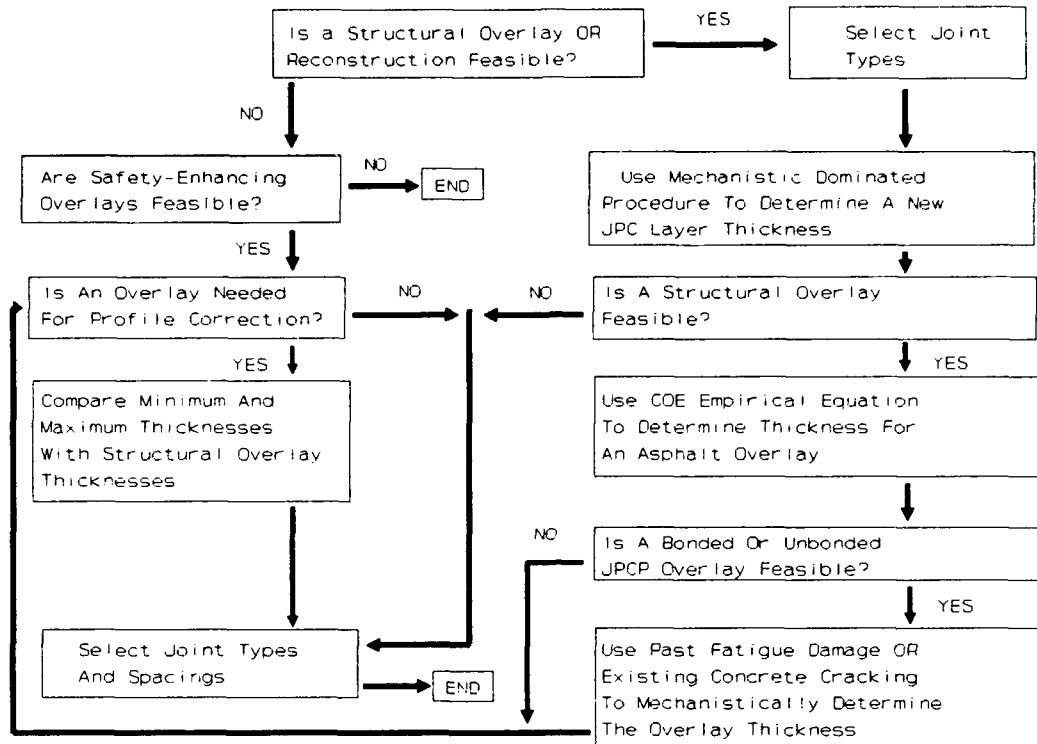 Is a Structural Overlay OR
Reconstruction Feasible?
YES
Select Joint
Types
NO
Are Safety-Enhancing
Overlays Feasible?
NO
END
Use Mechanistic Dominated
Procedure To Determine A New
JPC Layer Thickness
YES
Is An Overlay Needed
For Profile Correction?
NO
NO
Is A Structural Overlay
Feasible?
YES
YES
Compare Minimum And
Maximum Thicknesses
With Structural Overlay
Thicknesses
Use COE Empirical Equation
To Determine Thickness For
An Asphalt Overlay
NO
Is A Bonded Or Unbonded
JPCP Overlay Feasible?
YES
Select Joint Types
And Spacings
END
Use Past Fatigue Damage OR
Existing Concrete Cracking
To Mechanistically Determine
The Overlay Thickness